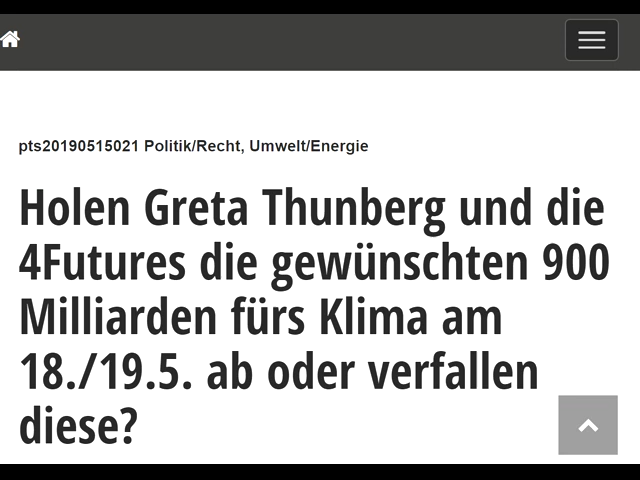 pts20190515021 Politik/Recht, Umwelt/Energie
Holen Greta Thunberg und die
4Futures die gewünschten 900
Milliarden fürs Klima am
18./19.5. ab oder verfallen
diese?